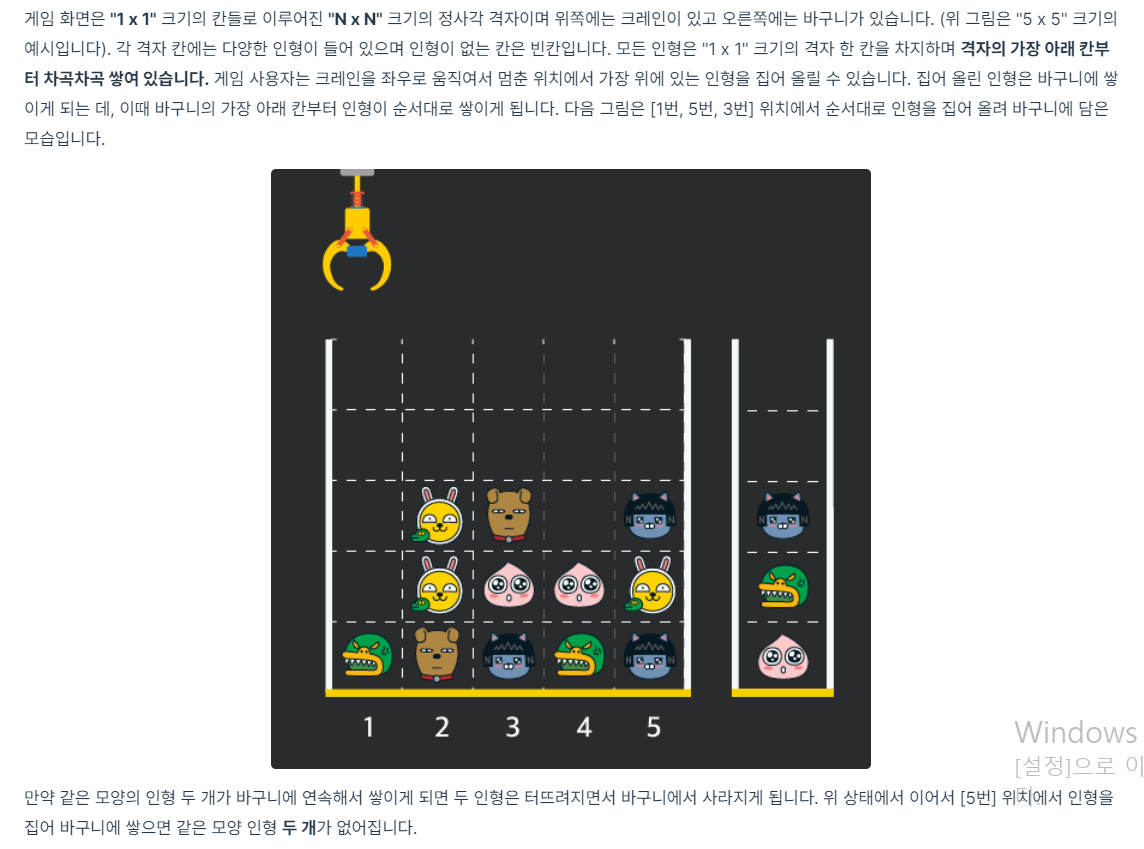 게임 화면은 "1 x 1" 크기의 칸들로 이루어진 "N x N" 크기의 정사각 격자이며 위쪽에는 크레인이 있고 오른쪽에는 바구니가 있습니다. (위 그림은 "5 x 5" 크기의
예시입니다). 각 격자 칸에는 다양한 인형이 들어 있으며 인형이 없는 칸은 빈칸입니다. 모든 인형은 "1 x 1" 크기의 격자 한 칸을 차지하며 격자의 가장 아래 칸부
터 차곡차곡 쌓여 있습니다. 게임 사용자는 크레인을 좌우로 움직여서 멈춘 위치에서 가장 위에 있는 인형을 집어 올릴 수 있습니다. 집어 올린 인형은 바구니에 쌓
이게 되는 데, 이때 바구니의 가장 아래 칸부터 인형이 순서대로 쌓이게 됩니다. 다음 그림은 [1번, 5번, 3번] 위치에서 순서대로 인형을 집어 올려 바구니에 담은
모습입니다.
1 2 3 4 5
Windows
[설정]으로 이
만약 같은 모양의 인형 두 개가 바구니에 연속해서 쌓이게 되면 두 인형은 터뜨려지면서 바구니에서 사라지게 됩니다. 위 상태에서 이어서 [5번] 위치에서 인형을
집어 바구니에 쌓으면 같은 모양 인형 두 개가 없어집니다.